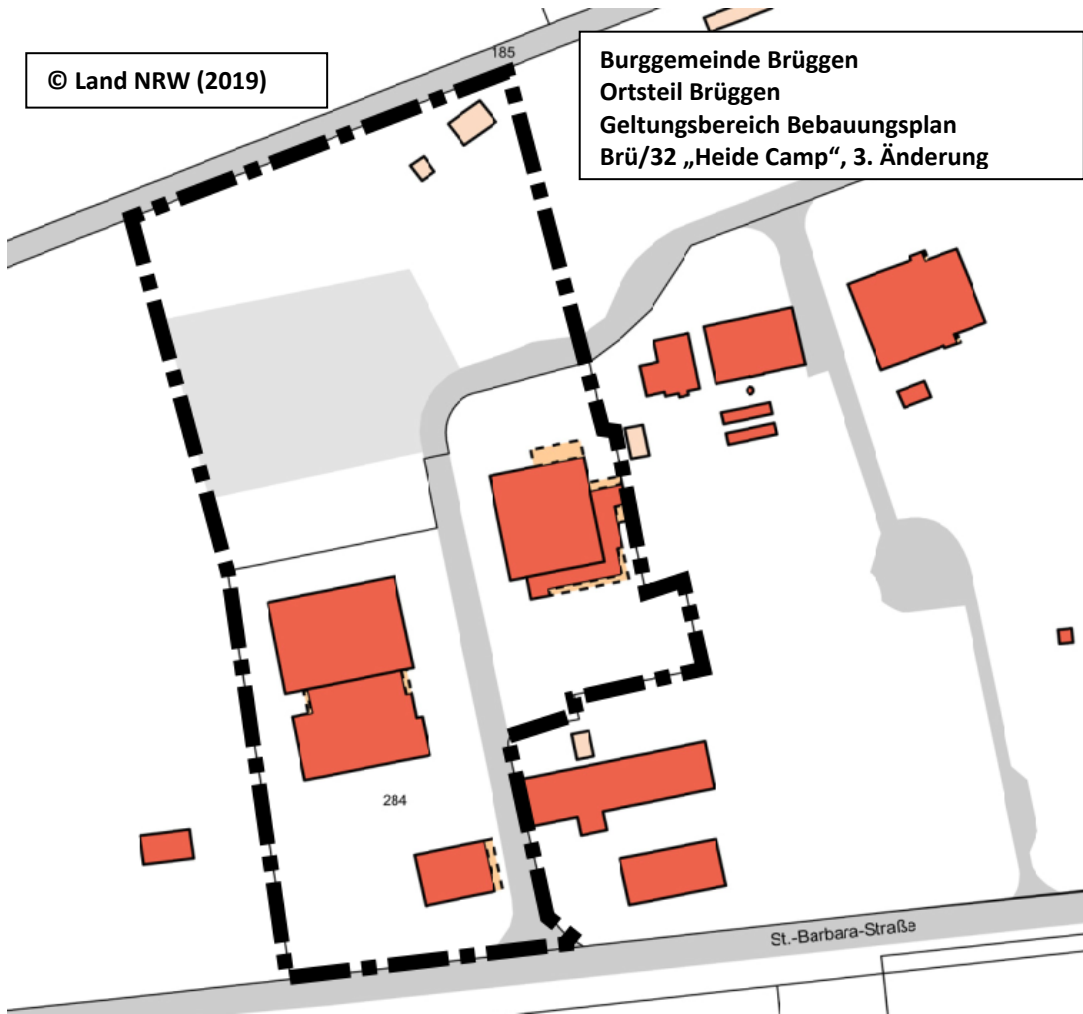 © Land NRW (2019)
Burggemeinde Brüggen
Ortsteil Brüggen
Geltungsbereich Bebauungsplan
Brü/32 „Heide Camp“, 3. Änderung
185
284
St.-Barbara-Straße